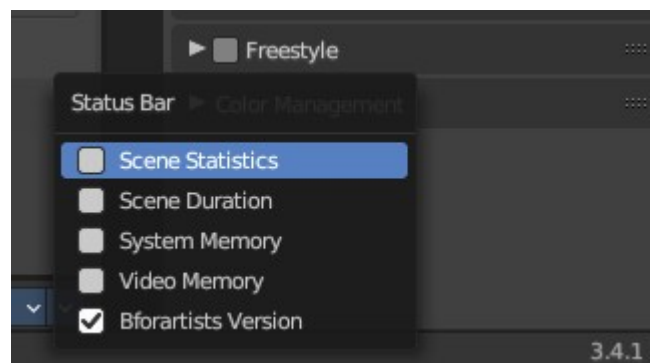 Freestyle
Status Bar
Color Management
Scene Statistics
Scene Duration
System Memory
Video Memory
Bforartists Version
3.4.1